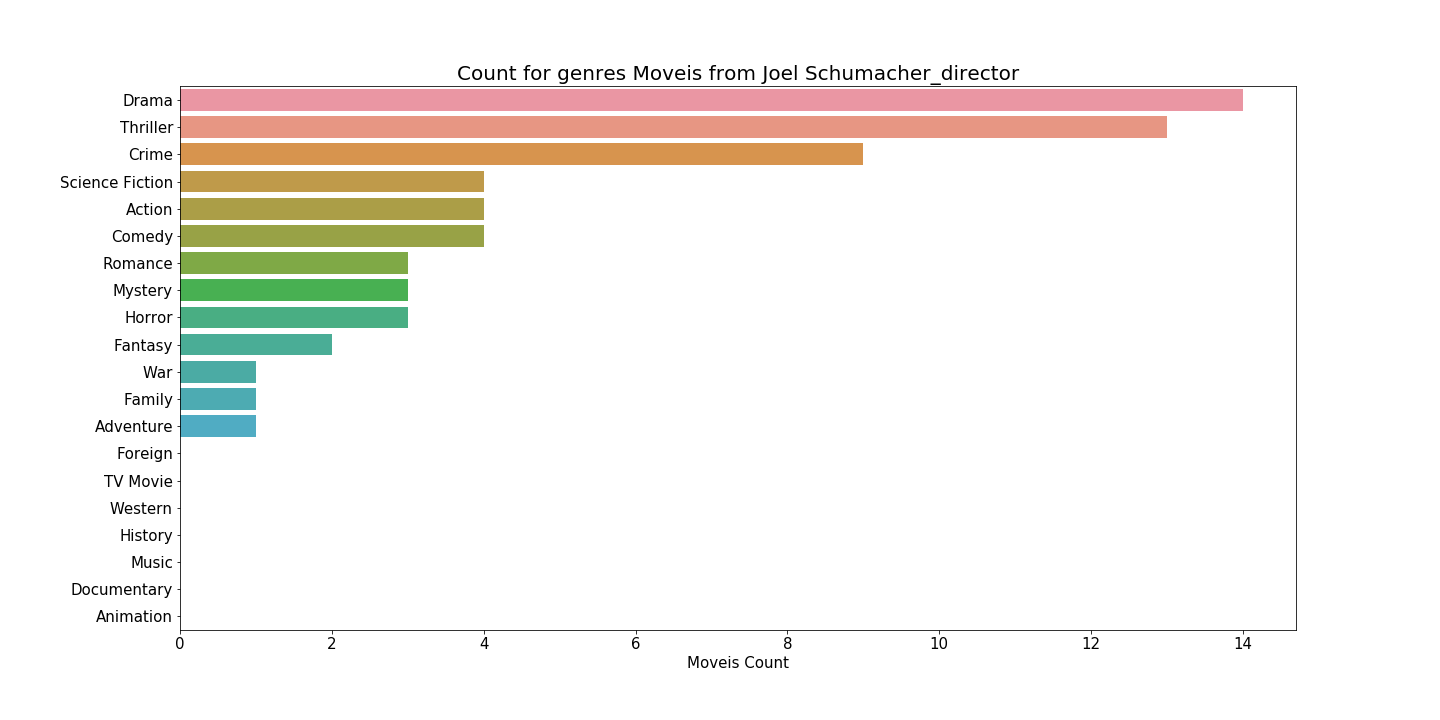 Count for genres Moveis from Joel Schumacher_director
Drama
Thriller
Crime
Science Fiction
Action
Comedy
Romance
Mystery
Horror
Fantasy
War
Family
Adventure
Foreign
TV Movie
Western
History
Music
Documentary
Animation
0 2 4 6 8 10 12 14
Moveis Count